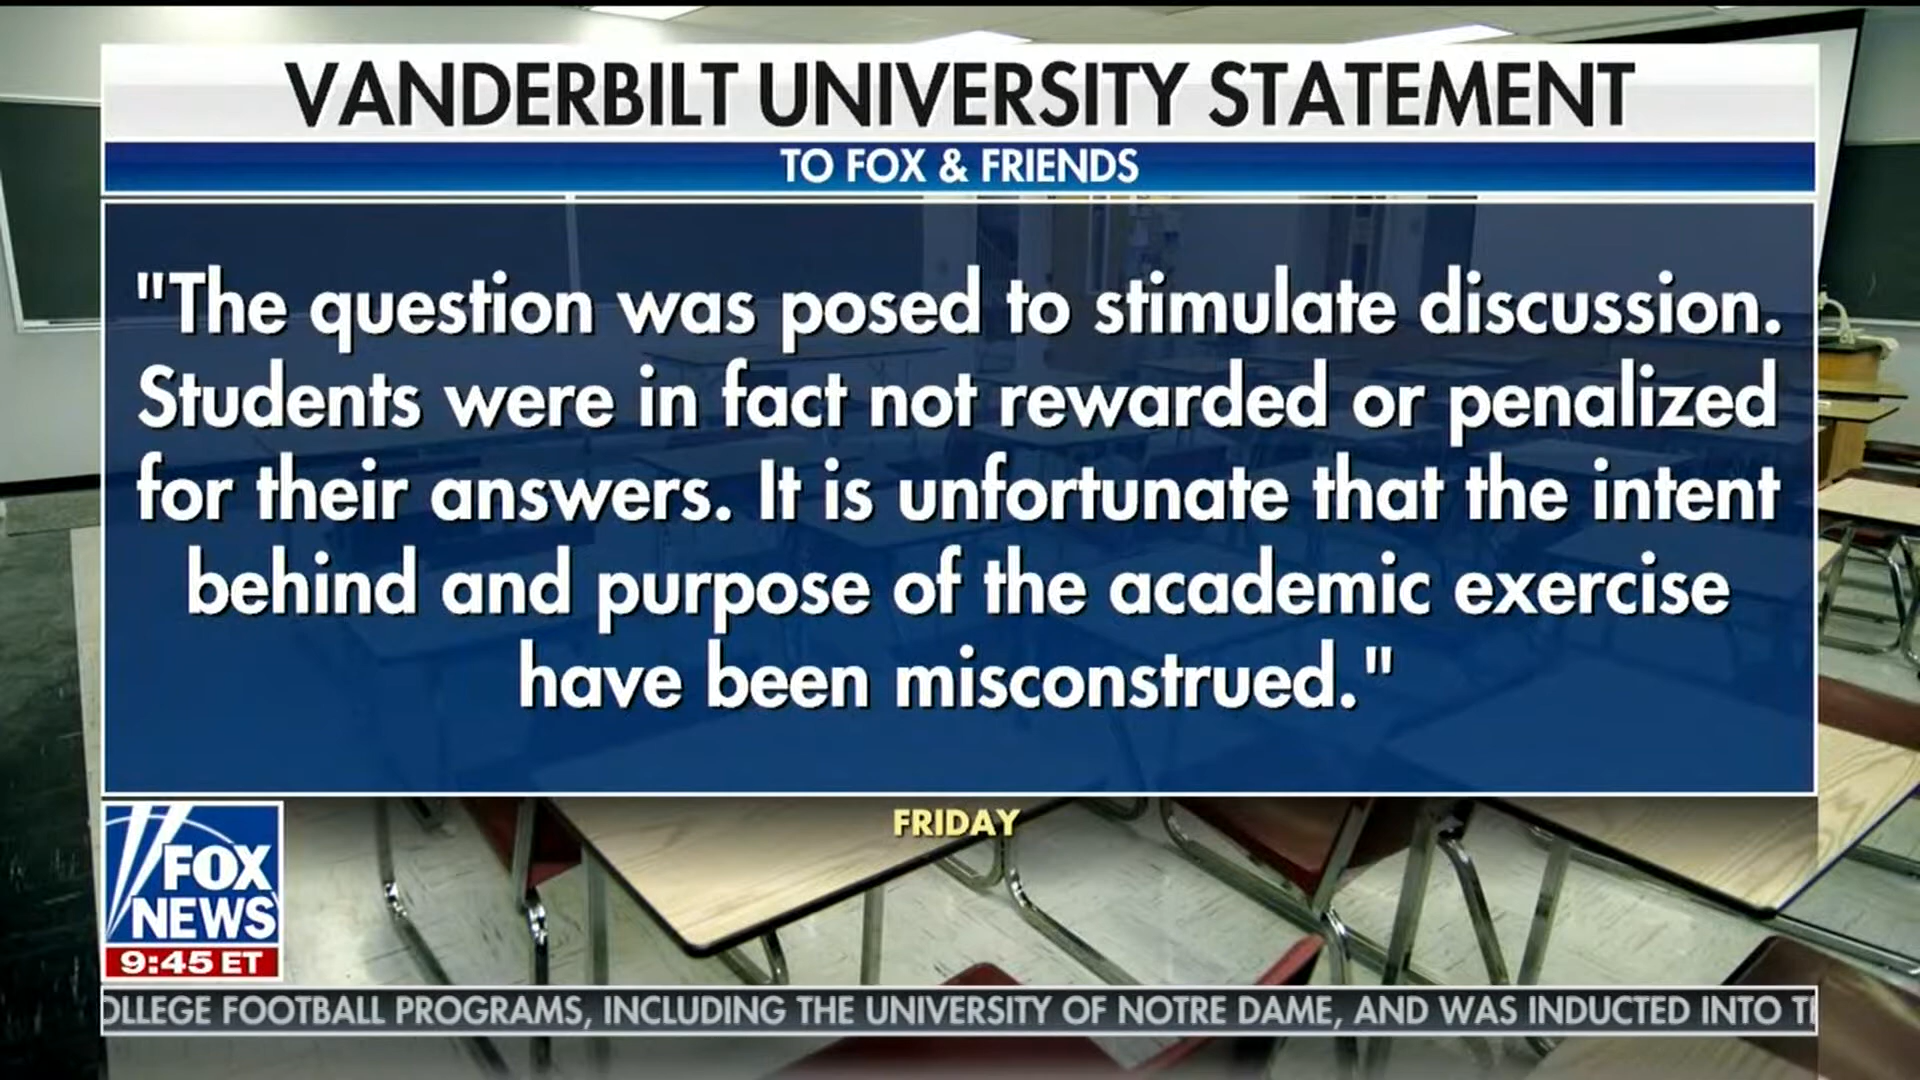 VANDERBILT UNIVERSITY STATEMENT
TO FOX & FRIENDS
"The question was posed to stimulate discussion.
Students were in fact not rewarded or penalized
for their answers. It is unfortunate that the intent
behind and purpose of the academic exercise
have been misconstrued."
FRIDAY
FOX
NEWS
9:45 ET
OLLEGE FOOTBALL PROGRAMS, INCLUDING THE UNIVERSITY OF NOTRE DAME, AND WAS INDUCTED INTO